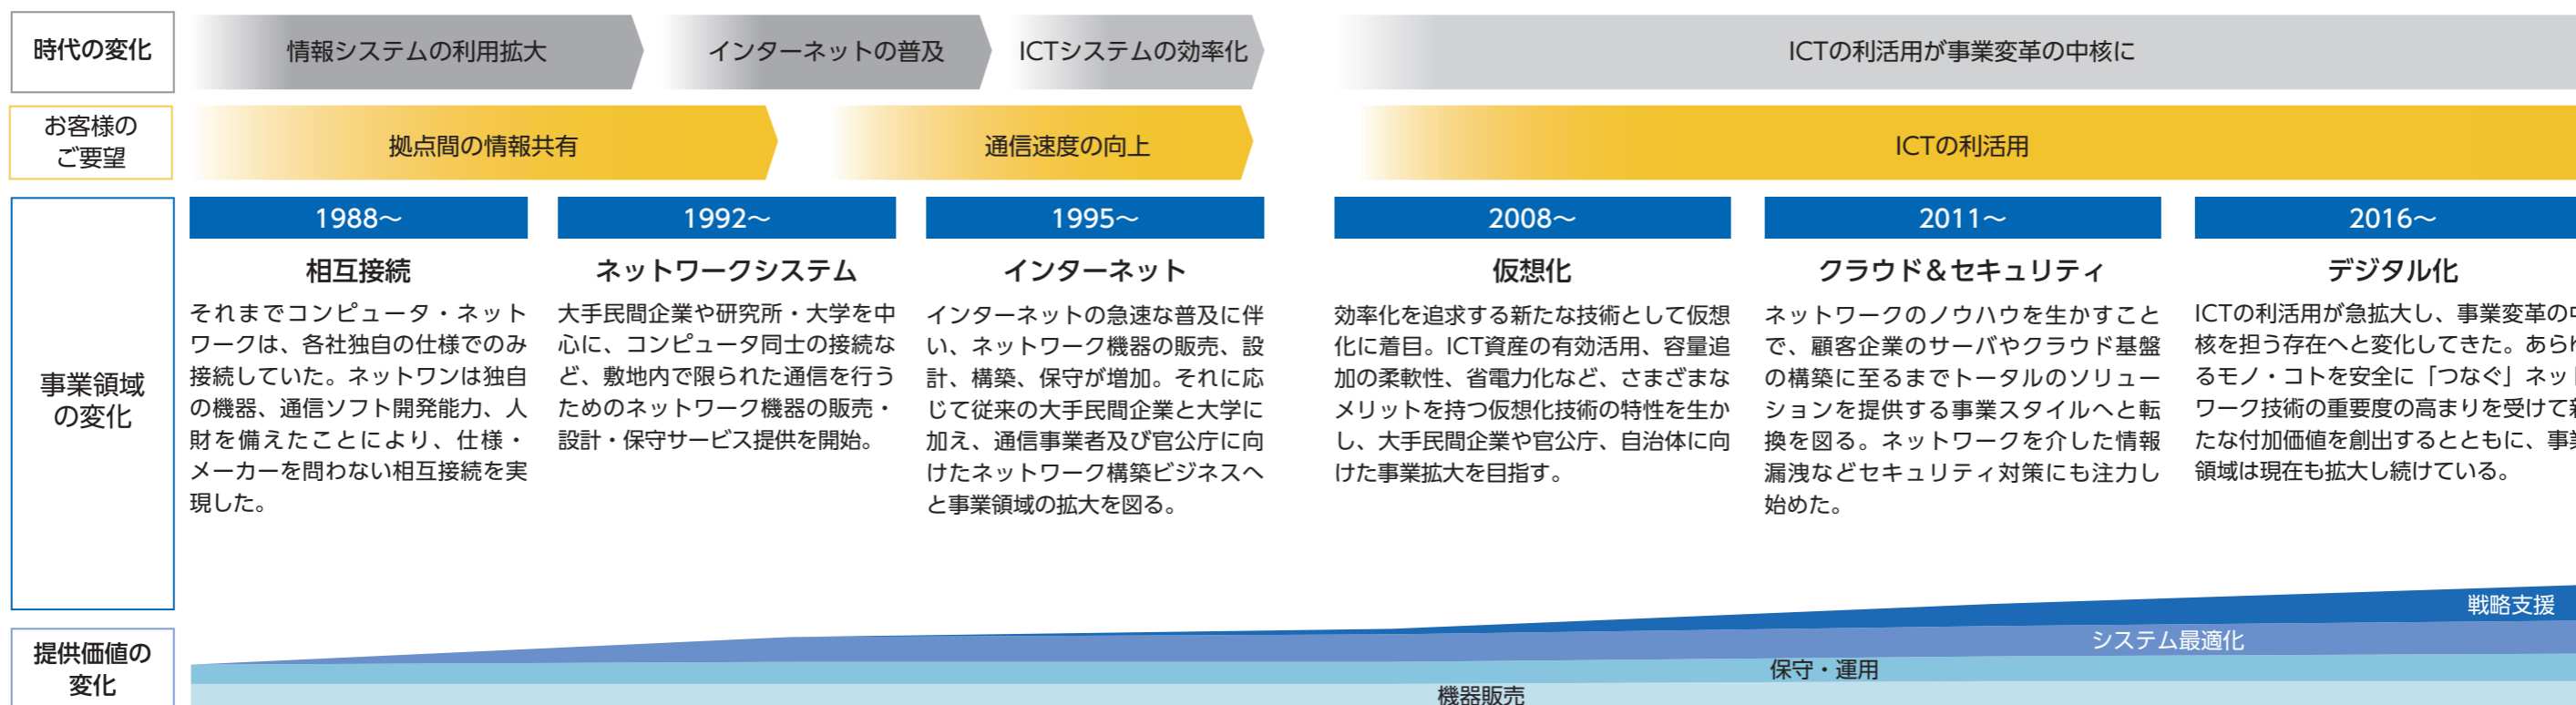 時代の変化
情報システムの利用拡大
インターネットの普及
ICTシステムの効率化
ICTの利活用が事業変革の中核に
お客様の
ご要望
拠点間の情報共有
通信速度の向上
ICTの利活用
事業領域
の変化
1988〜
相互接続
それまでコンピュータ・ネット
ワークは、各社独自の仕様でのみ
接続していた。ネットワンは独自
の機器、通信ソフト開発能力、人
財を備えたことにより、仕様・
メーカーを問わない相互接続を実
現した。
1992〜
ネットワークシステム
大手民間企業や研究所・大学を中
心に、コンピュータ同士の接続な
ど、敷地内で限られた通信を行う
ためのネットワーク機器の販売・
設計・保守サービス提供を開始。
1995〜
インターネット
インターネットの急速な普及に伴
い、ネットワーク機器の販売、設
計、構築、保守が増加。それに応
じて従来の大手民間企業と大学に
加え、通信事業者及び官公庁に向
けたネットワーク構築ビジネスへ
と事業領域の拡大を図る。
2008〜
仮想化
効率化を追求する新たな技術として仮想
化に着目。ICT資産の有効活用、容量追
加の柔軟性、省電力化など、さまざまな
メリットを持つ仮想化技術の特性を生か
し、大手民間企業や官公庁、自治体に向
けた事業拡大を目指す。
2011〜
クラウド&セキュリティ
ネットワークのノウハウを生かすこと
で、顧客企業のサーバやクラウド基盤
の構築に至るまでトータルのソリュー
ションを提供する事業スタイルへと転
換を図る。ネットワークを介した情報
漏洩などセキュリティ対策にも注力し
始めた。
2016〜
デジタル化
ICTの利活用が急拡大し、事業変革の中
核を担う存在へと変化してきた。あらゆ
るモノ・コトを安全に「つなぐ」ネット
ワーク技術の重要度の高まりを受けて新
たな付加価値を創出するとともに、事業
領域は現在も拡大し続けている。
提供価値の
変化
戦略支援
システム最適化
保守・運用
機器販売